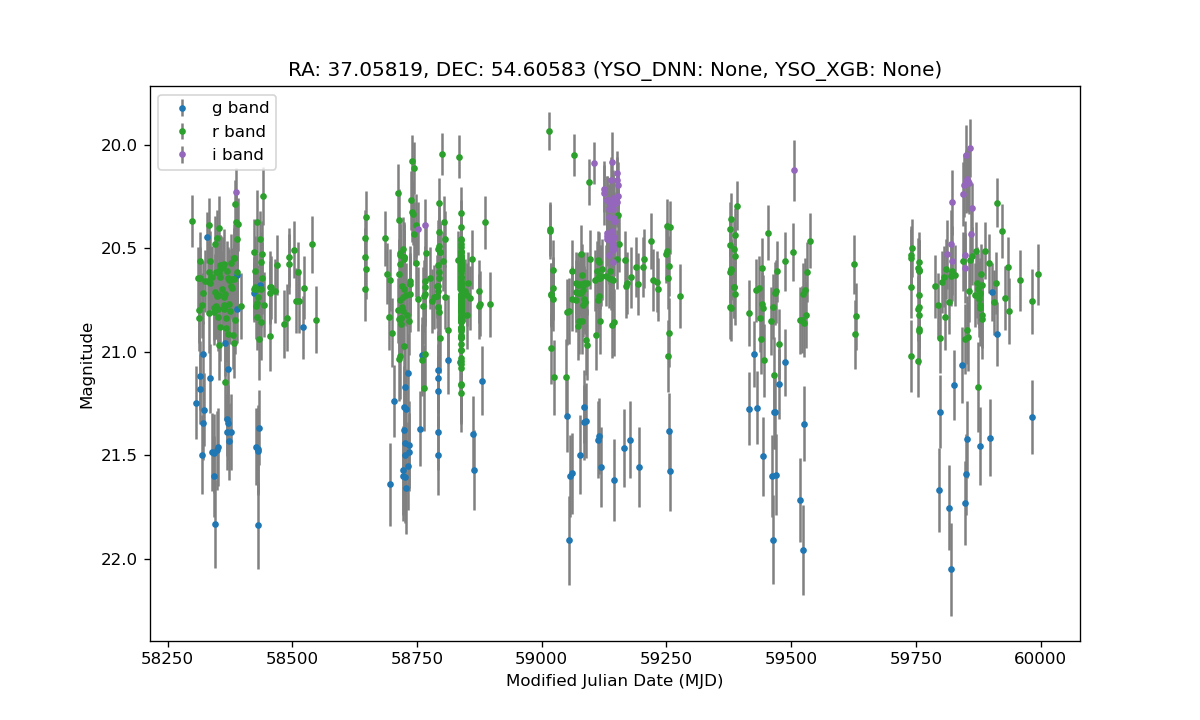 RA: 37.05819, DEC: 54.60583 (YSO_DNN: None, YSO_XGB: None)
g band
r band
i band
20.0
20.5
21.0
21.5
22.0
Magnitude
58250 58500 58750 59000 59250 59500 59750 60000
Modified Julian Date (MJD)